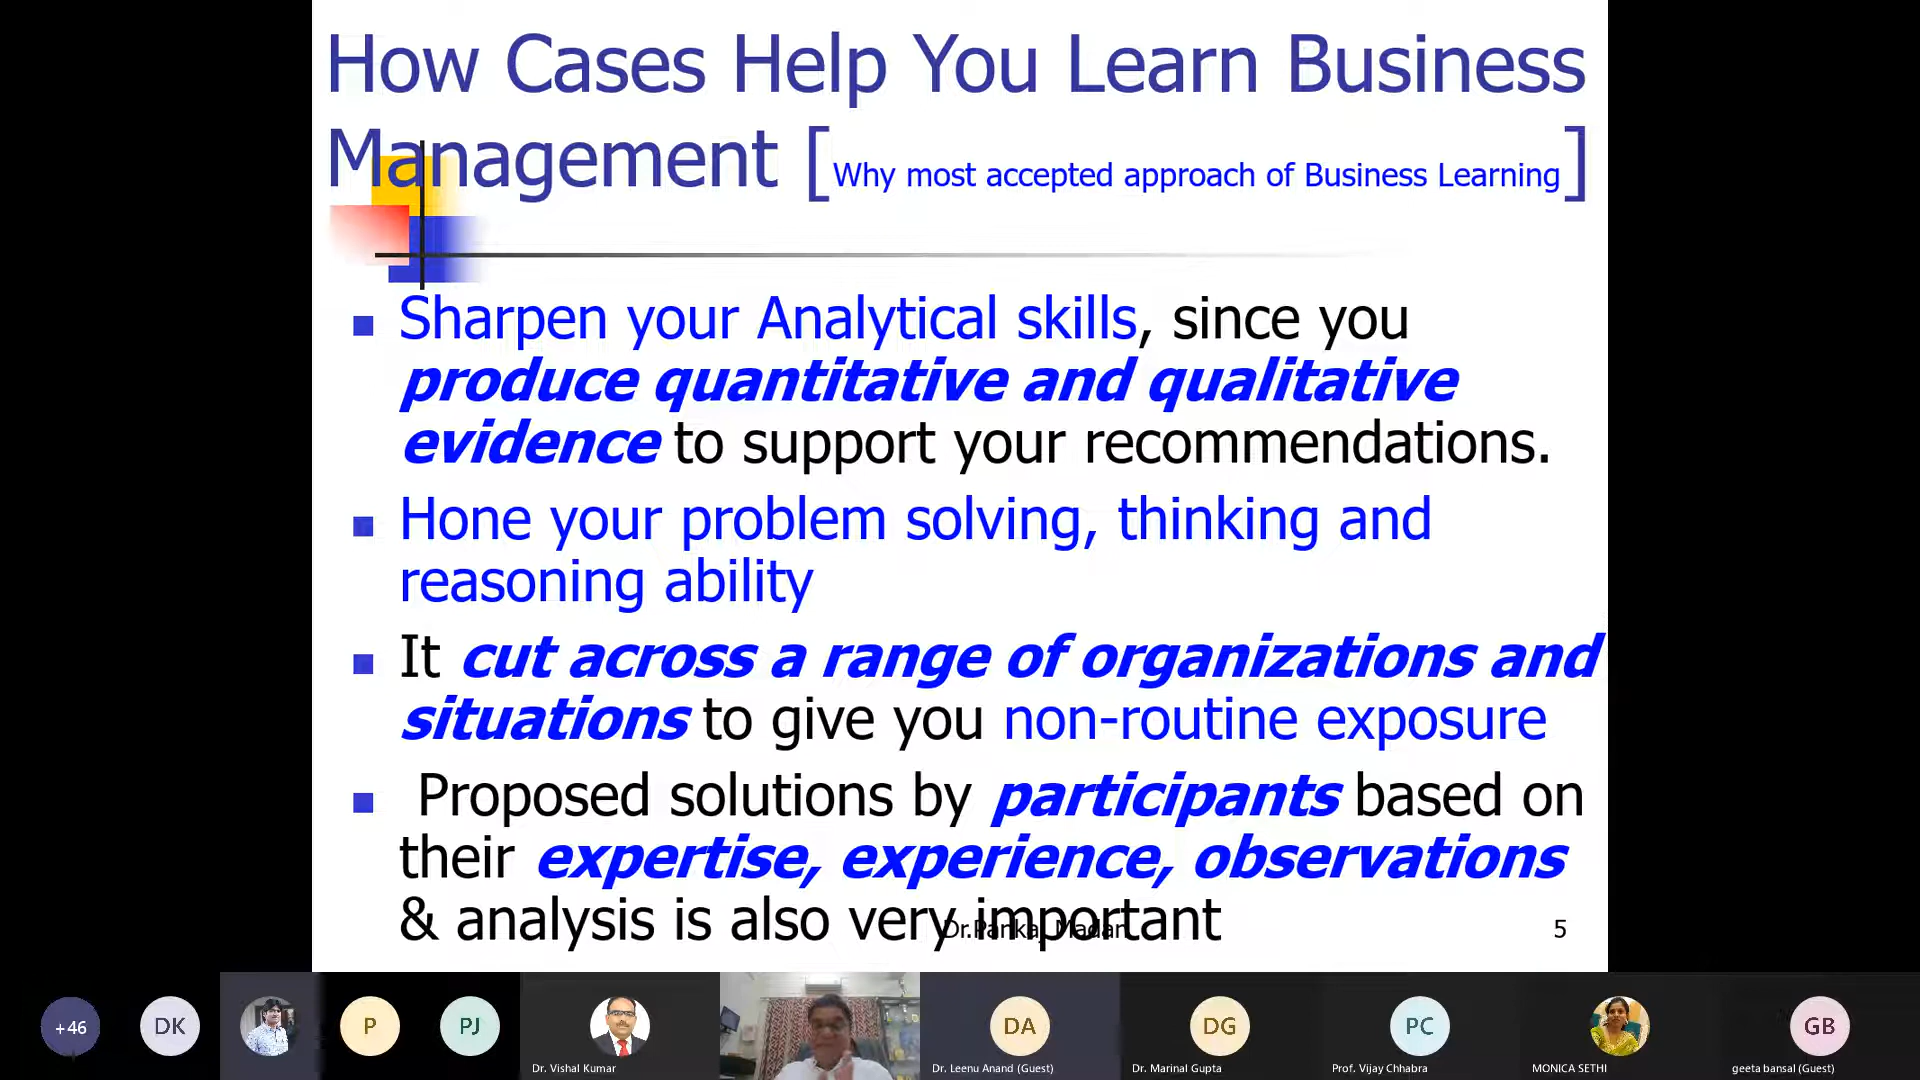 How Cases Help You Learn Business
Management [Why most accepted approach of Business Learning]
Sharpen your Analytical skills, since you
produce quantitative and qualitative
evidence to support your recommendations.
Hone your problem solving, thinking and
reasoning ability
It cut across a range of organizations and
situations to give you non-routine exposure
Proposed solutions by participants based on
their expertise, experience, observations
& analysis is also very important
Dr.Pankaj Madan
5
+46
DK
P
PJ
DA
DG
PC
GB
Dr. Vishal Kumar
Dr. Leenu Anand (Guest)
Dr. Marinal Gupta
Prof. Vijay Chhabra
MONICA SETHI
geeta bansal (Guest)